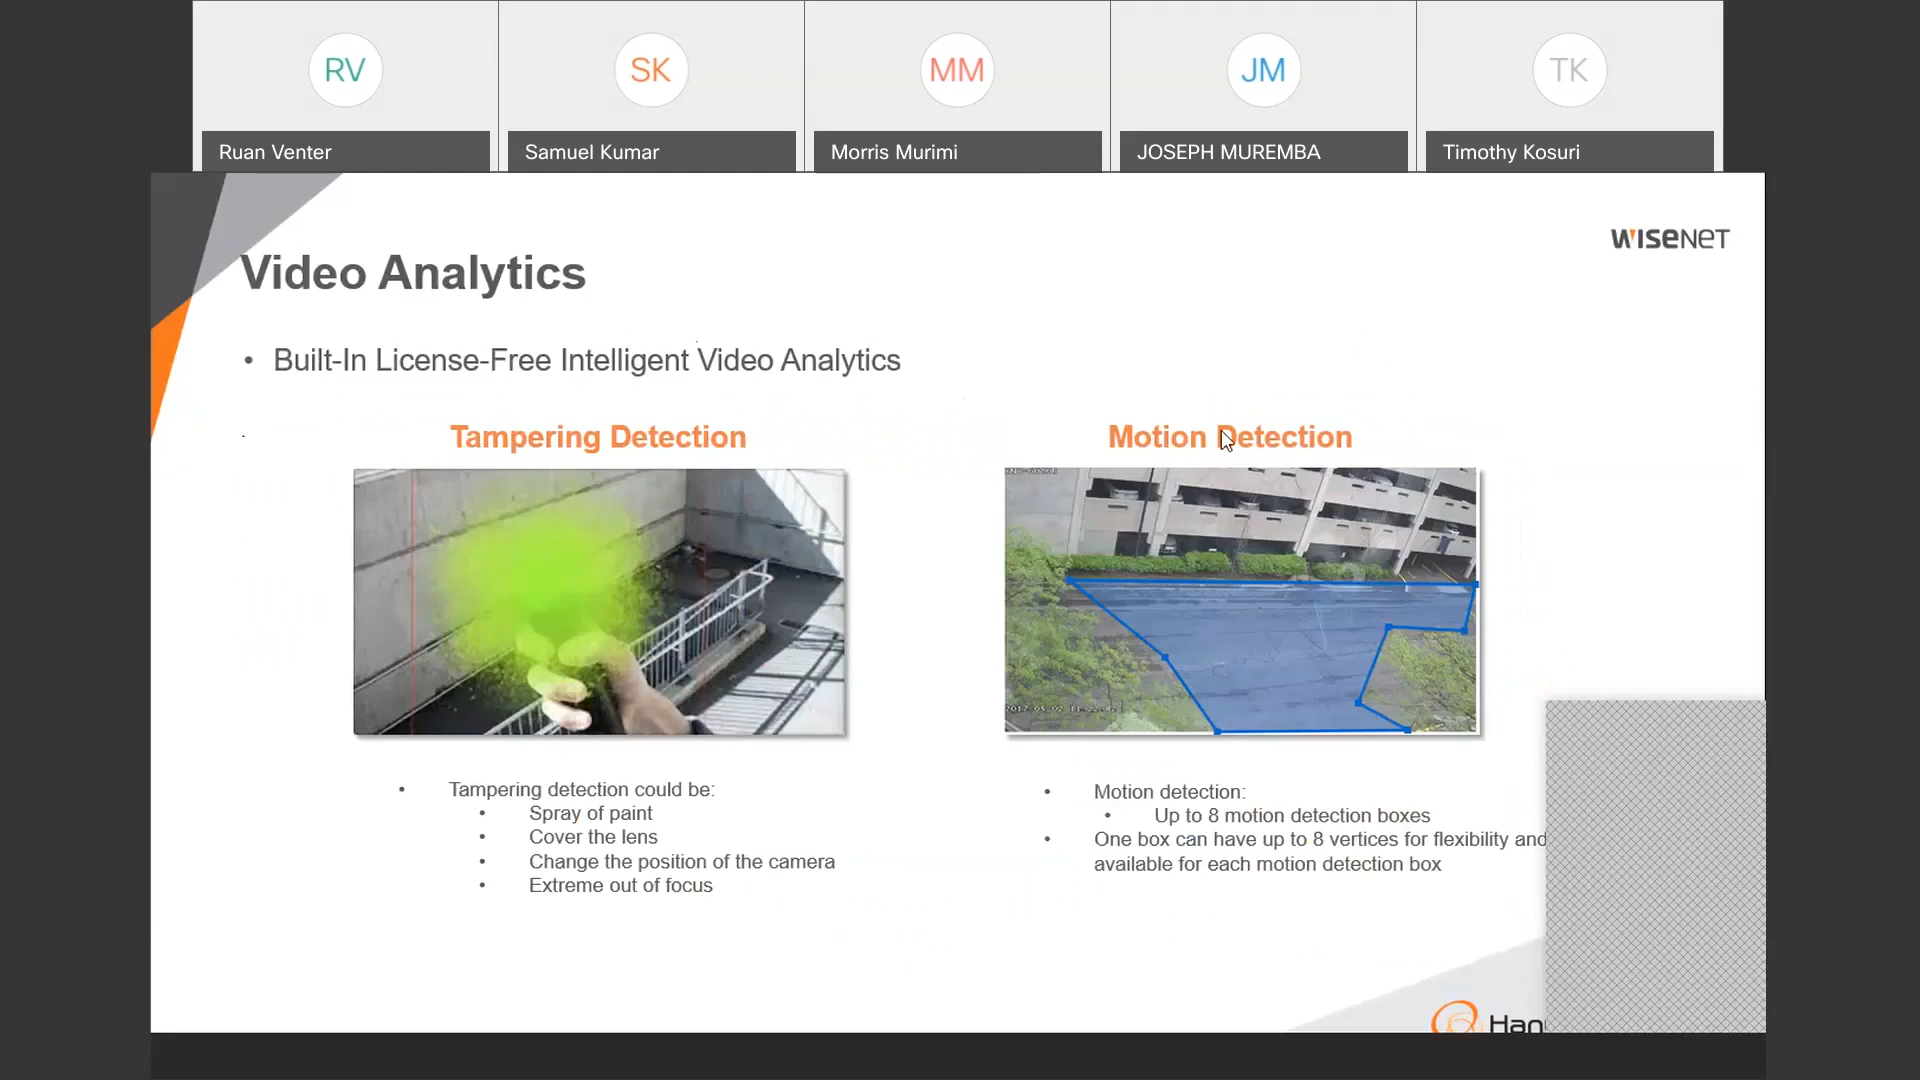 RV
SK
MM
JM
TK
Ruan Venter
Samuel Kumar
Morris Murimi
JOSEPH MUREMBA
Timothy Kosuri
WISENET
Video Analytics
• Built-In License-Free Intelligent Video Analytics
Tampering Detection
Motion Detection
• Tampering detection could be:
• Spray of paint
• Cover the lens
• Change the position of the camera
• Extreme out of focus
• Motion detection:
• Up to 8 motion detection boxes
• One box can have up to 8 vertices for flexibility and
available for each motion detection box
Han